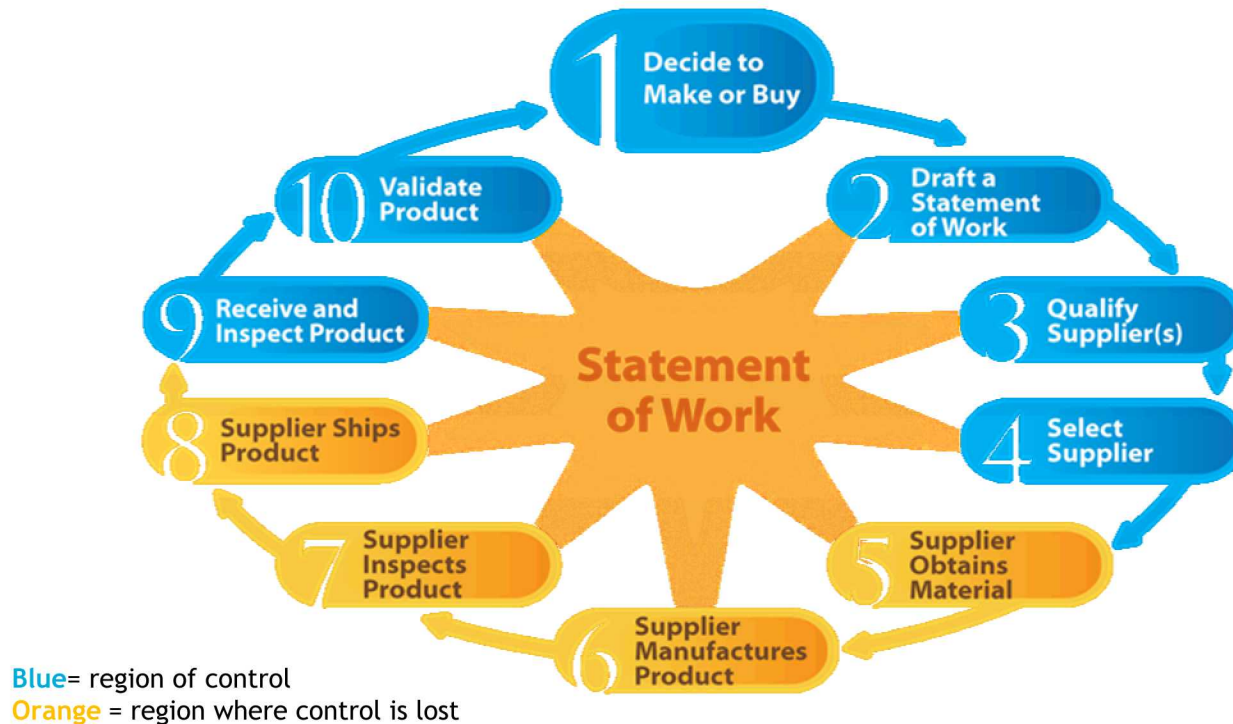 1
Decide to
Make or Buy
2
Draft a
Statement
of Work
3
Qualify
Supplier(s)
4
Select
Supplier
5
Supplier
Obtains
Material
6
Supplier
Manufactures
Product
7
Supplier
Inspects
Product
8
Supplier Ships
Product
9
Receive and
Inspect Product
10
Validate
Product
Statement
of Work
Blue= region of control
Orange = region where control is lost